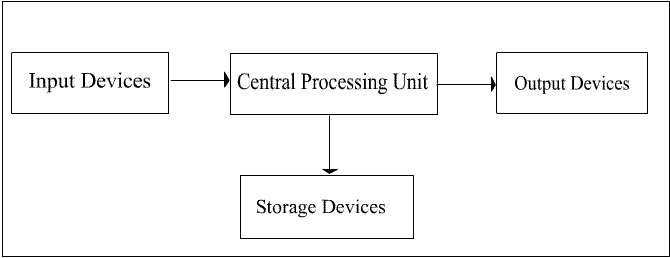 Input Devices
Central Processing Unit
Output Devices
Storage Devices